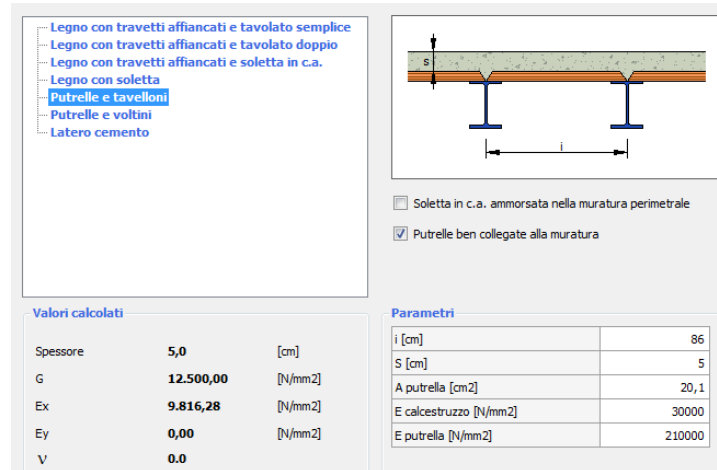 Legno con travetti affiancati e tavolato semplice
Legno con travetti affiancati e tavolato doppio
Legno con travetti affiancati e soletta in c.a.
Legno con soletta
Putrelle e tavelloni
Putrelle e voltini
Latero cemento
s
i
Soletta in c.a. ammorsata nella muratura perimetrale
Putrelle ben collegate alla muratura
Valori calcolati
Spessore 5,0 [cm]
G 12.500,00 [N/mm2]
Ex 9.816,28 [N/mm2]
Ey 0,00 [N/mm2]
ν 0.0
Parametri
i [cm] 86
S [cm] 5
A putrella [cm2] 20,1
E calcestruzzo [N/mm2] 30000
E putrella [N/mm2] 210000